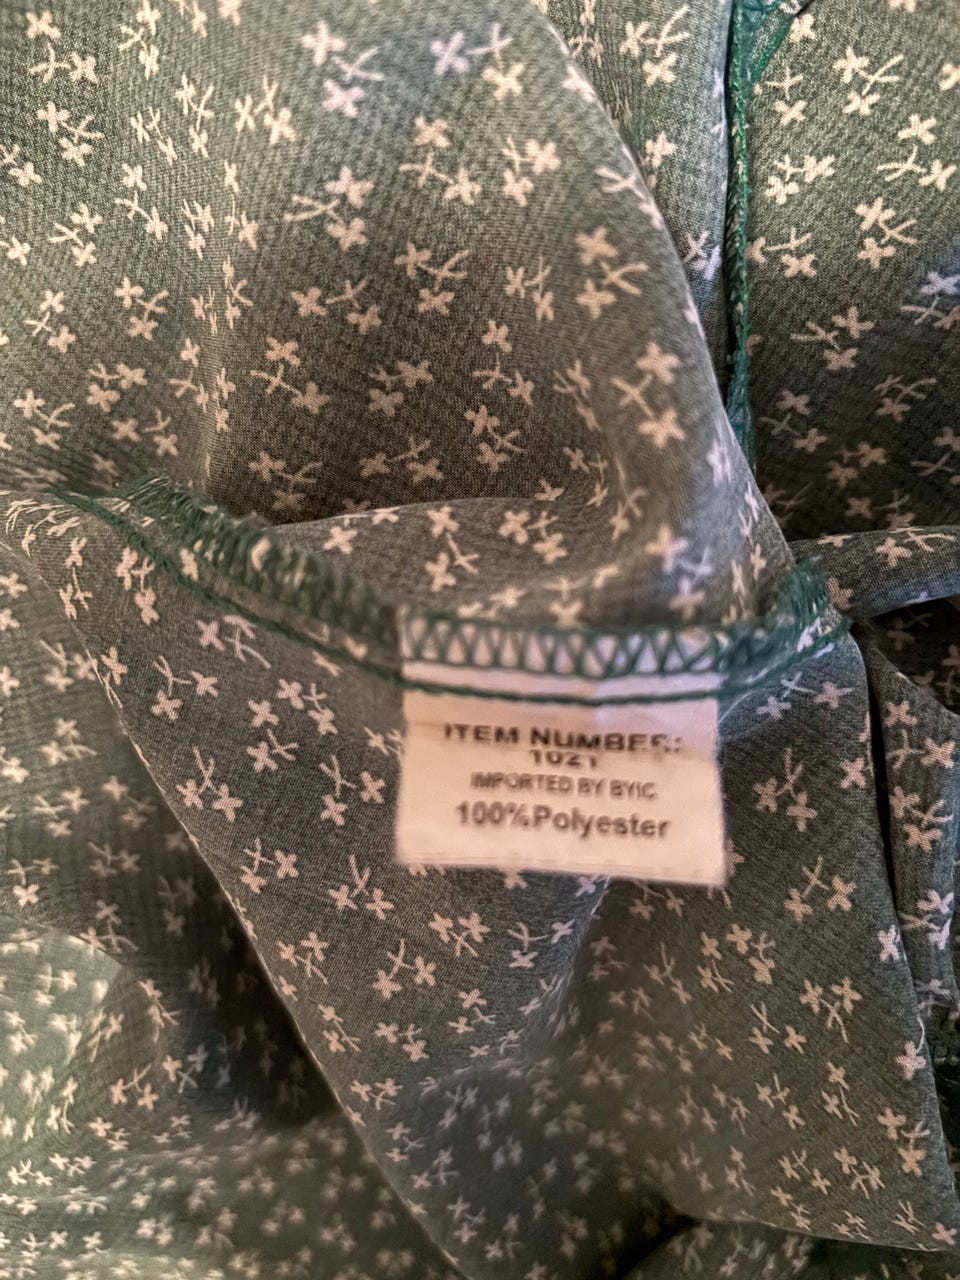 ITEM NUMBER:
1021
IMPORTED BY BYIC
100%Polyester